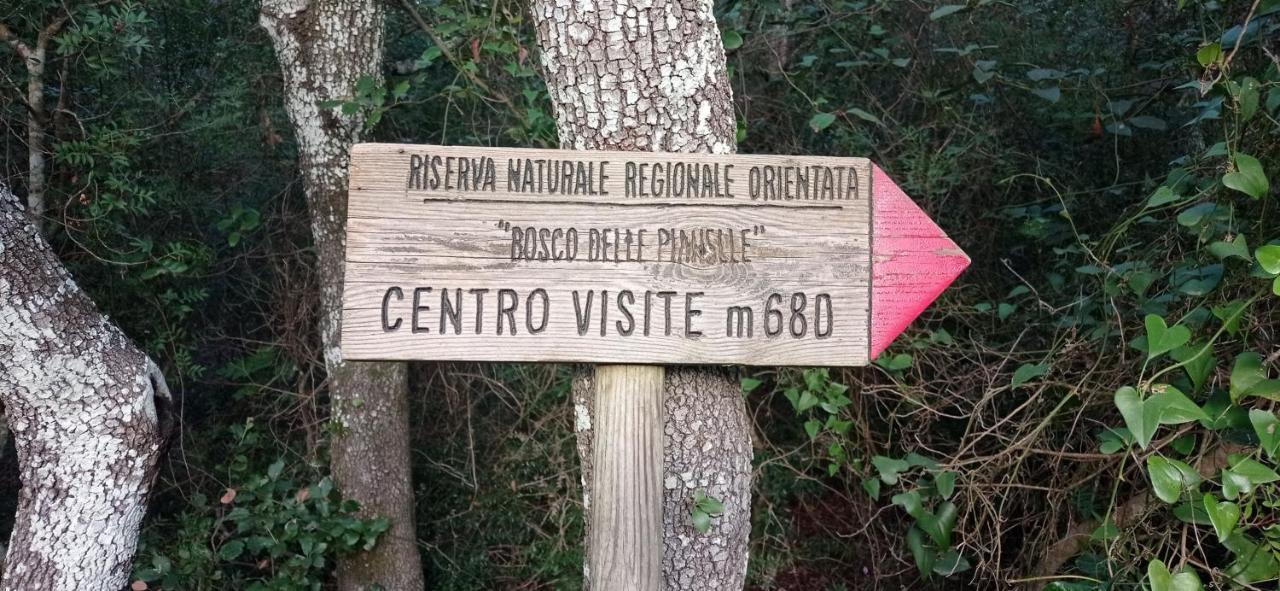 RISERVA NATURALE REGIONALE ORIENTATA
"BOSCO DELLE PIANELLE"
CENTRO VISITE m680